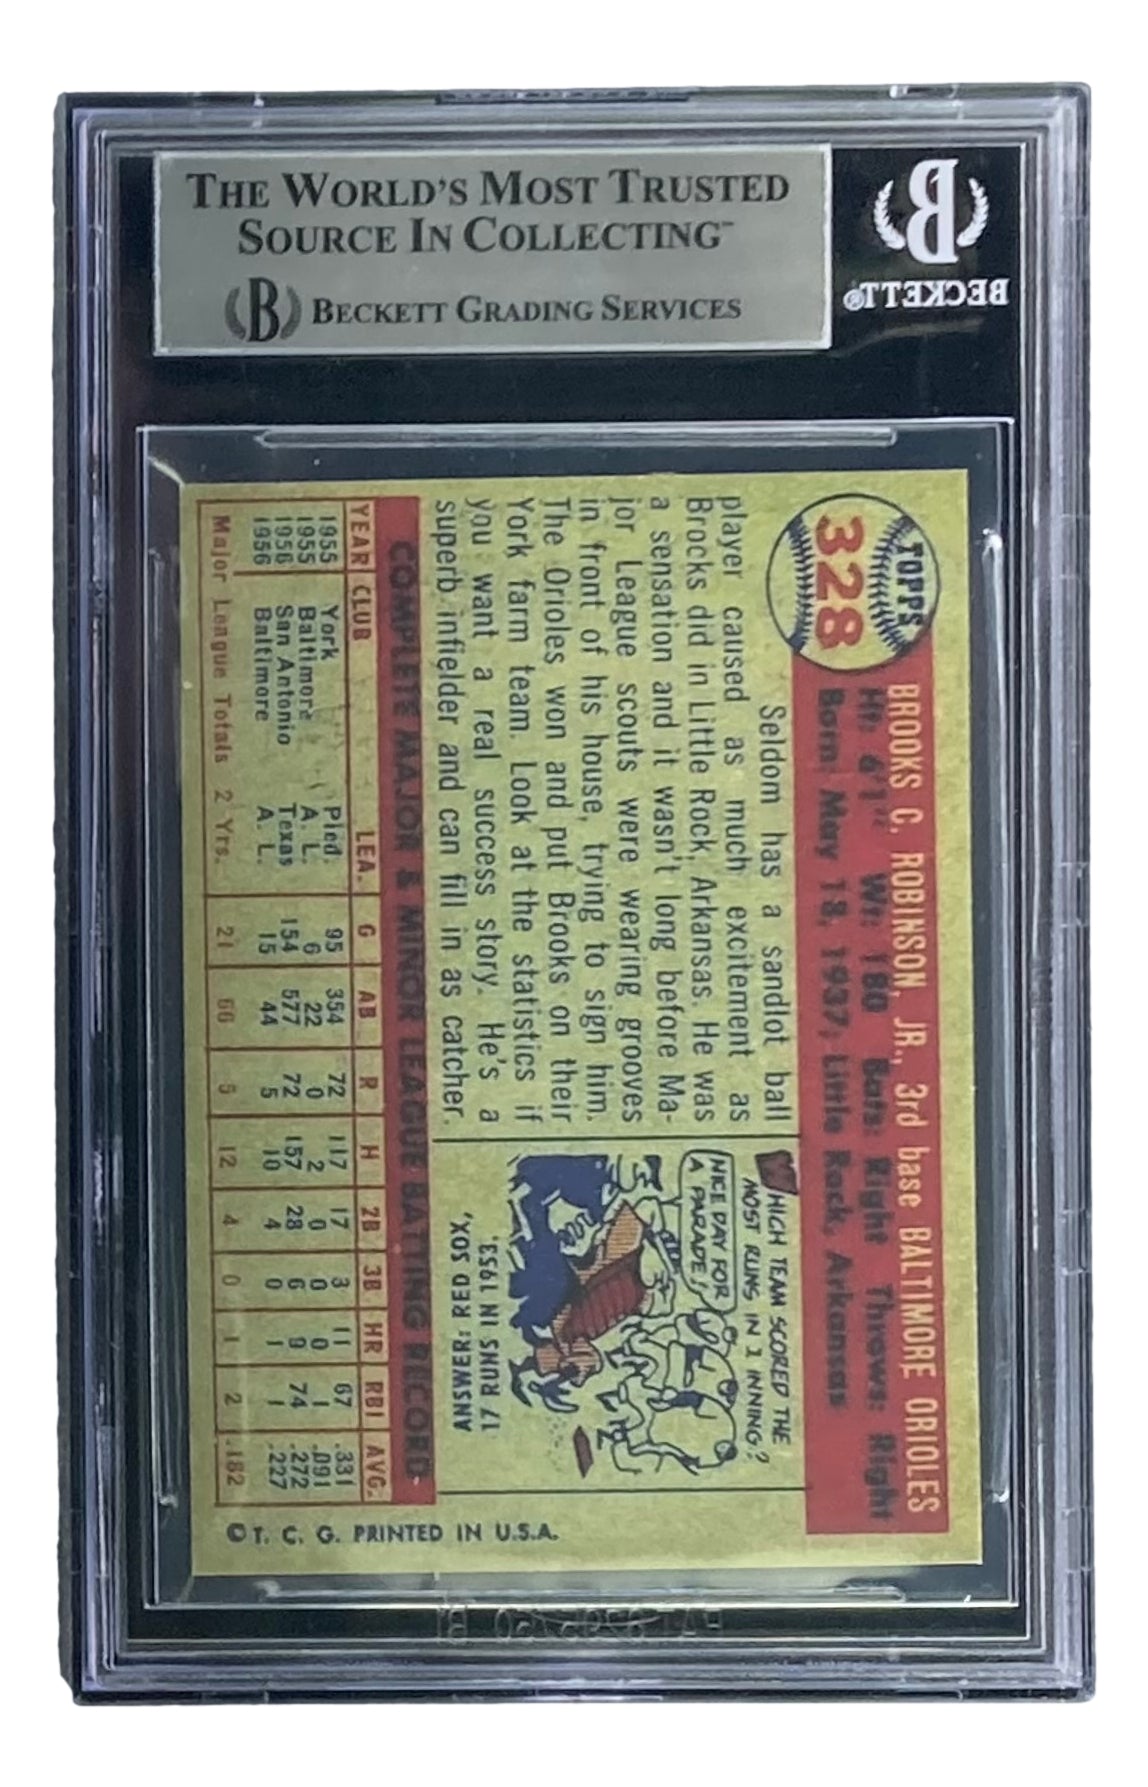 THE WORLD'S MOST TRUSTED
SOURCE IN COLLECTING™
B BECKETT GRADING SERVICES
B
BECKETT®
TOPPS
328
BROOKS C. ROBINSON, JR., 3rd base BALTIMORE ORIOLES
Ht: 6'1" Wt: 180 Bats: Right Throws: Right
Born: May 18, 1937, Little Rock, Arkansas
Seldom has a sandlot ball
player caused as much excitement as
Brocks did in Little Rock, Arkansas. He was
a sensation and it wasn't long before Ma-
jor League scouts were wearing grooves
in front of his house, trying to sign him.
The Orioles won and put Brooks on their
York farm team. Look at the statistics if
you want a real success story. He's a
superb infielder and can fill in as catcher.
WHICH TEAM SCORED THE
MOST RUNS IN 1 INNING?
NICE DAY FOR
A PARADE!
ANSWER: RED SOX,
17 RUNS IN 1953.
COMPLETE MAJOR & MINOR LEAGUE BATTING RECORD
YEAR CLUB LEA. G AB R H 2B 3B HR RBI AVG.
1955 York Pied. 95 354 72 117 17 3 11 67 .331
1955 Baltimore A. L. 6 22 0 2 0 0 0 1 .091
1956 San Antonio Texas 154 577 72 157 28 6 9 74 .272
1956 Baltimore A. L. 15 44 5 10 4 0 1 1 .227
Major League Totals 2 Yrs. 21 66 5 12 4 0 1 2 .182
© T. C. G. PRINTED IN U.S.A.